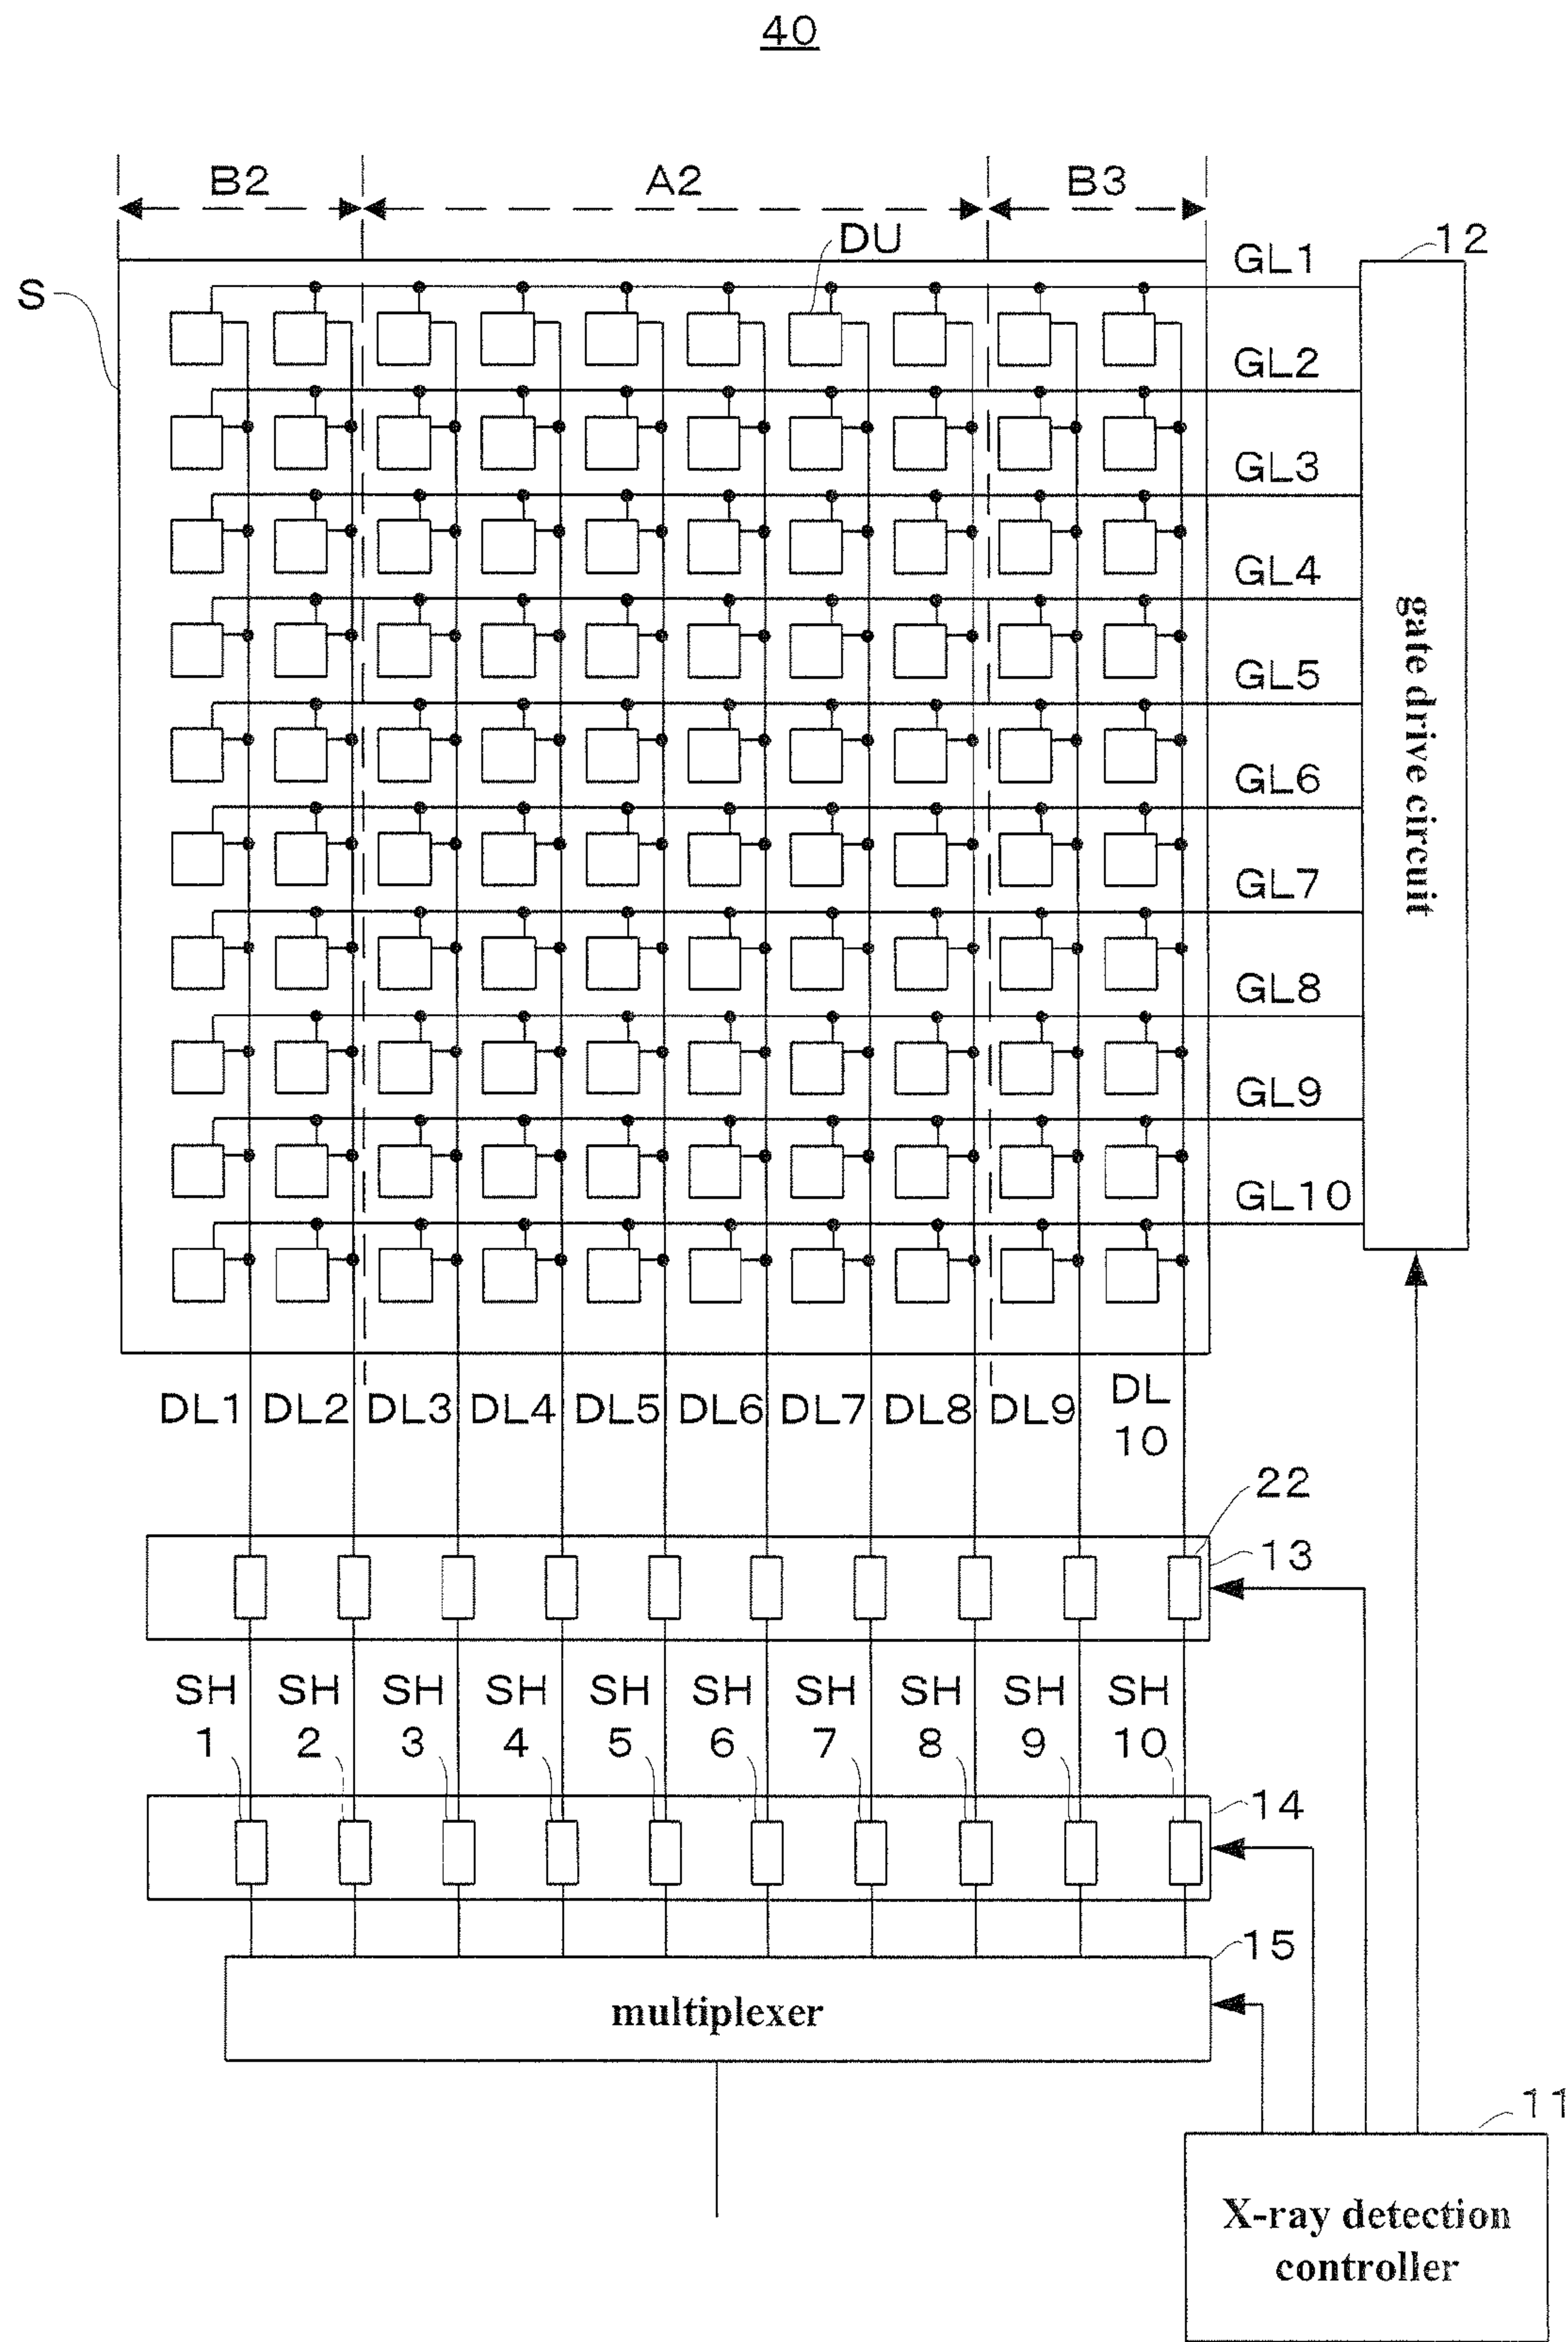 40
B2 A2 B3
DU
S
GL1
12
GL2
GL3
GL4
GL5
GL6
GL7
GL8
GL9
GL10
gate drive circuit
DL1 DL2 DL3 DL4 DL5 DL6 DL7 DL8 DL9 DL
10
22
13
SH SH SH SH SH SH SH SH SH SH
1 2 3 4 5 6 7 8 9 10
14
15
multiplexer
11
X-ray detection
controller